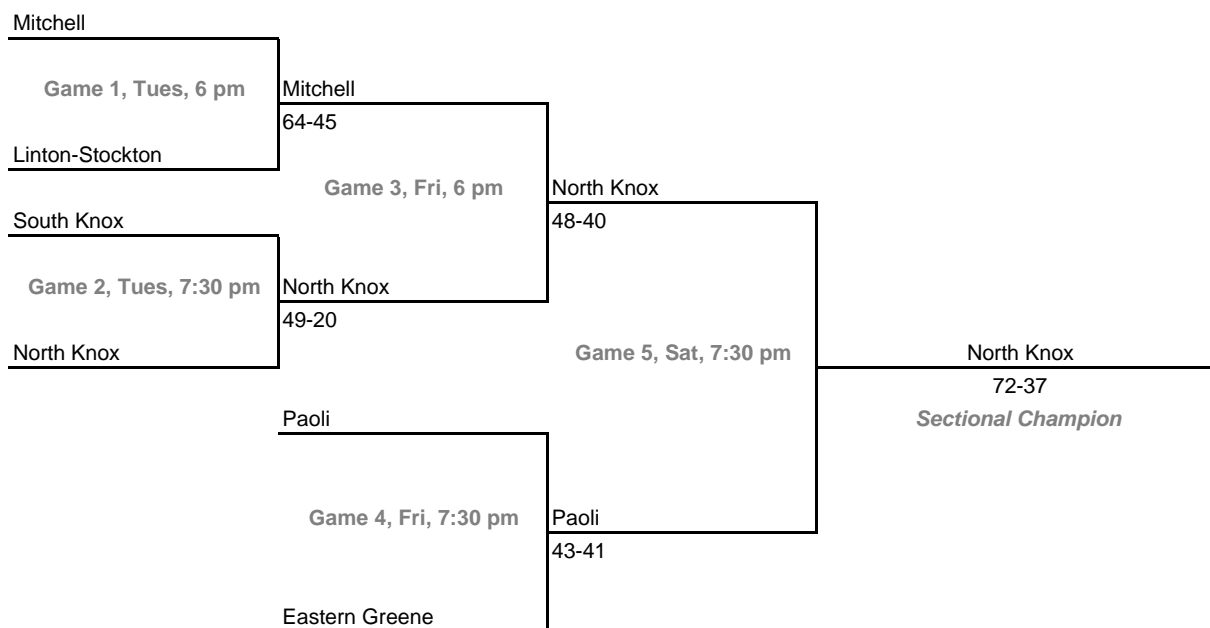 Mitchell
Game 1, Tues, 6 pm
Mitchell
64-45
Linton-Stockton
Game 3, Fri, 6 pm
North Knox
48-40
South Knox
Game 2, Tues, 7:30 pm
North Knox
49-20
North Knox
Game 5, Sat, 7:30 pm
North Knox
72-37
Sectional Champion
Paoli
Game 4, Fri, 7:30 pm
Paoli
43-41
Eastern Greene